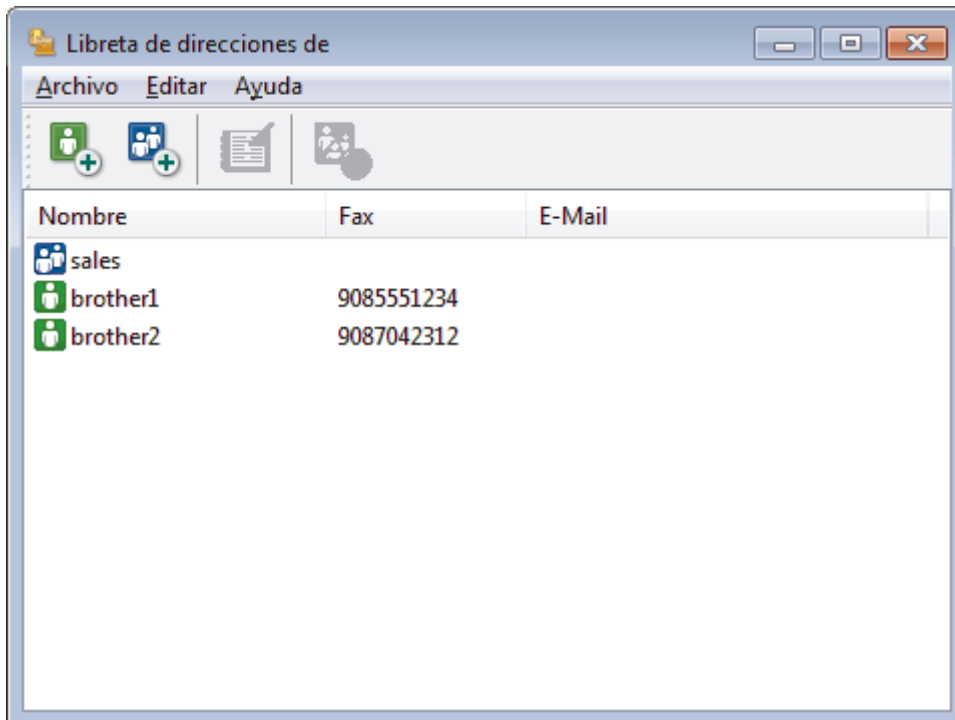 Libreta de direcciones de
Archivo Editar Ayuda
Nombre Fax E-Mail
sales
brother1 9085551234
brother2 9087042312